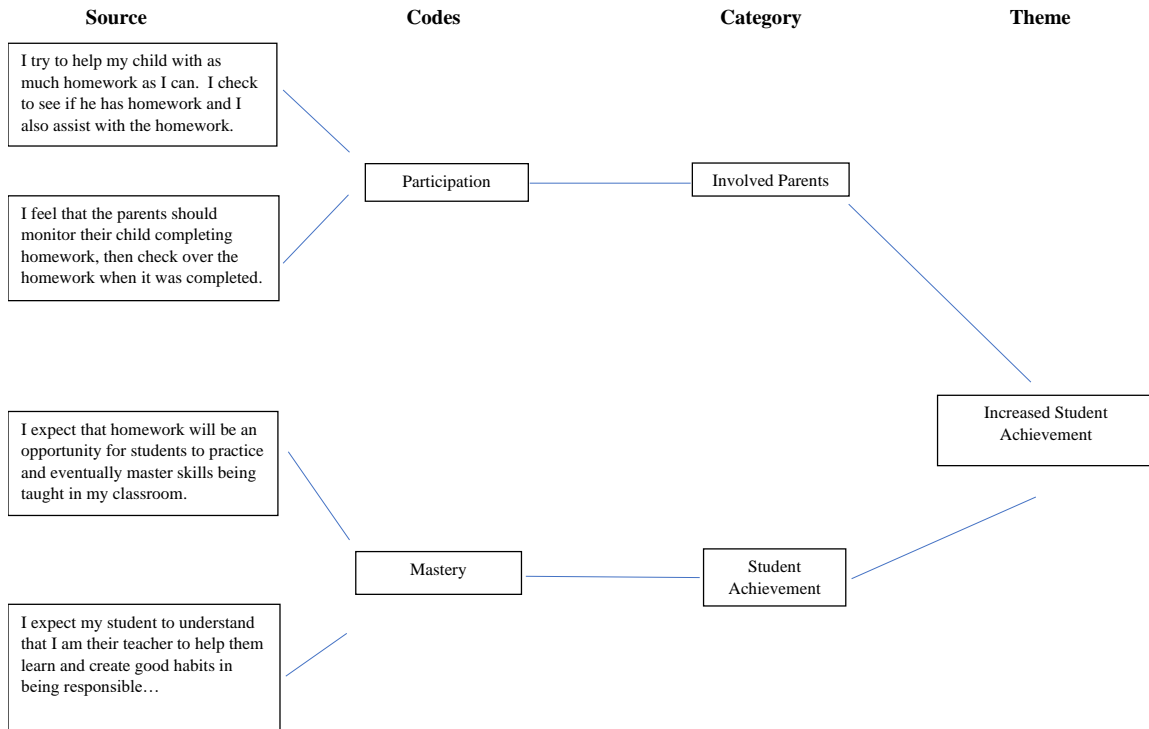 Source Codes Category Theme
I try to help my child with as
much homework as I can.  I check
to see if he has homework and I
also assist with the homework.
Participation
Involved Parents
I feel that the parents should
monitor their child completing
homework, then check over the
homework when it was completed.
Increased Student
Achievement
I expect that homework will be an
opportunity for students to practice
and eventually master skills being
taught in my classroom.
Mastery
Student
Achievement
I expect my student to understand
that I am their teacher to help them
learn and create good habits in
being responsible…